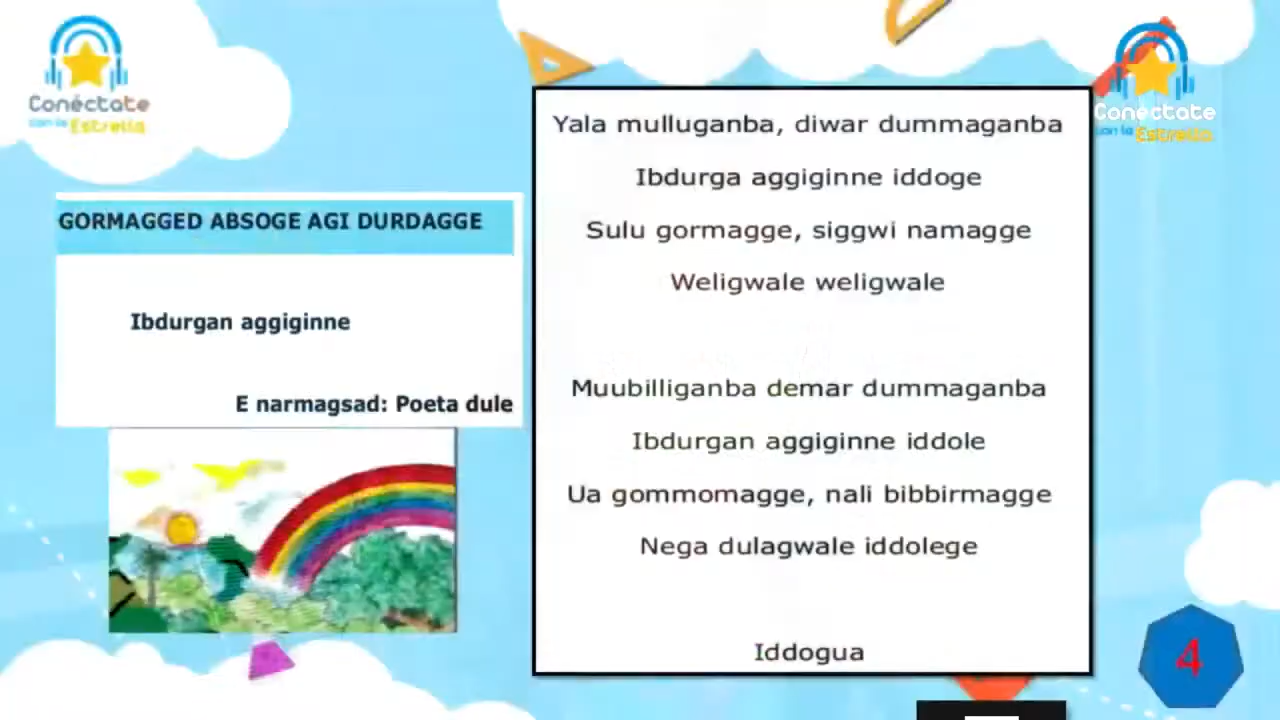 Conéctate
con la Estrella
Conéctate
con la Estrella
GORMAGGED ABSOGE AGI DURDAGGE
Ibdurgan aggiginne
E narmagsad: Poeta dule
Yala mulluganba, diwar dummaganba
Ibdurga aggiginne iddoge
Sulu gormagge, siggwi namagge
Weligwale weligwale
Muubilliganba demar dummaganba
Ibdurgan aggiginne iddole
Ua gommomagge, nali bibbirmagge
Nega dulagwale iddolege
Iddogua
4